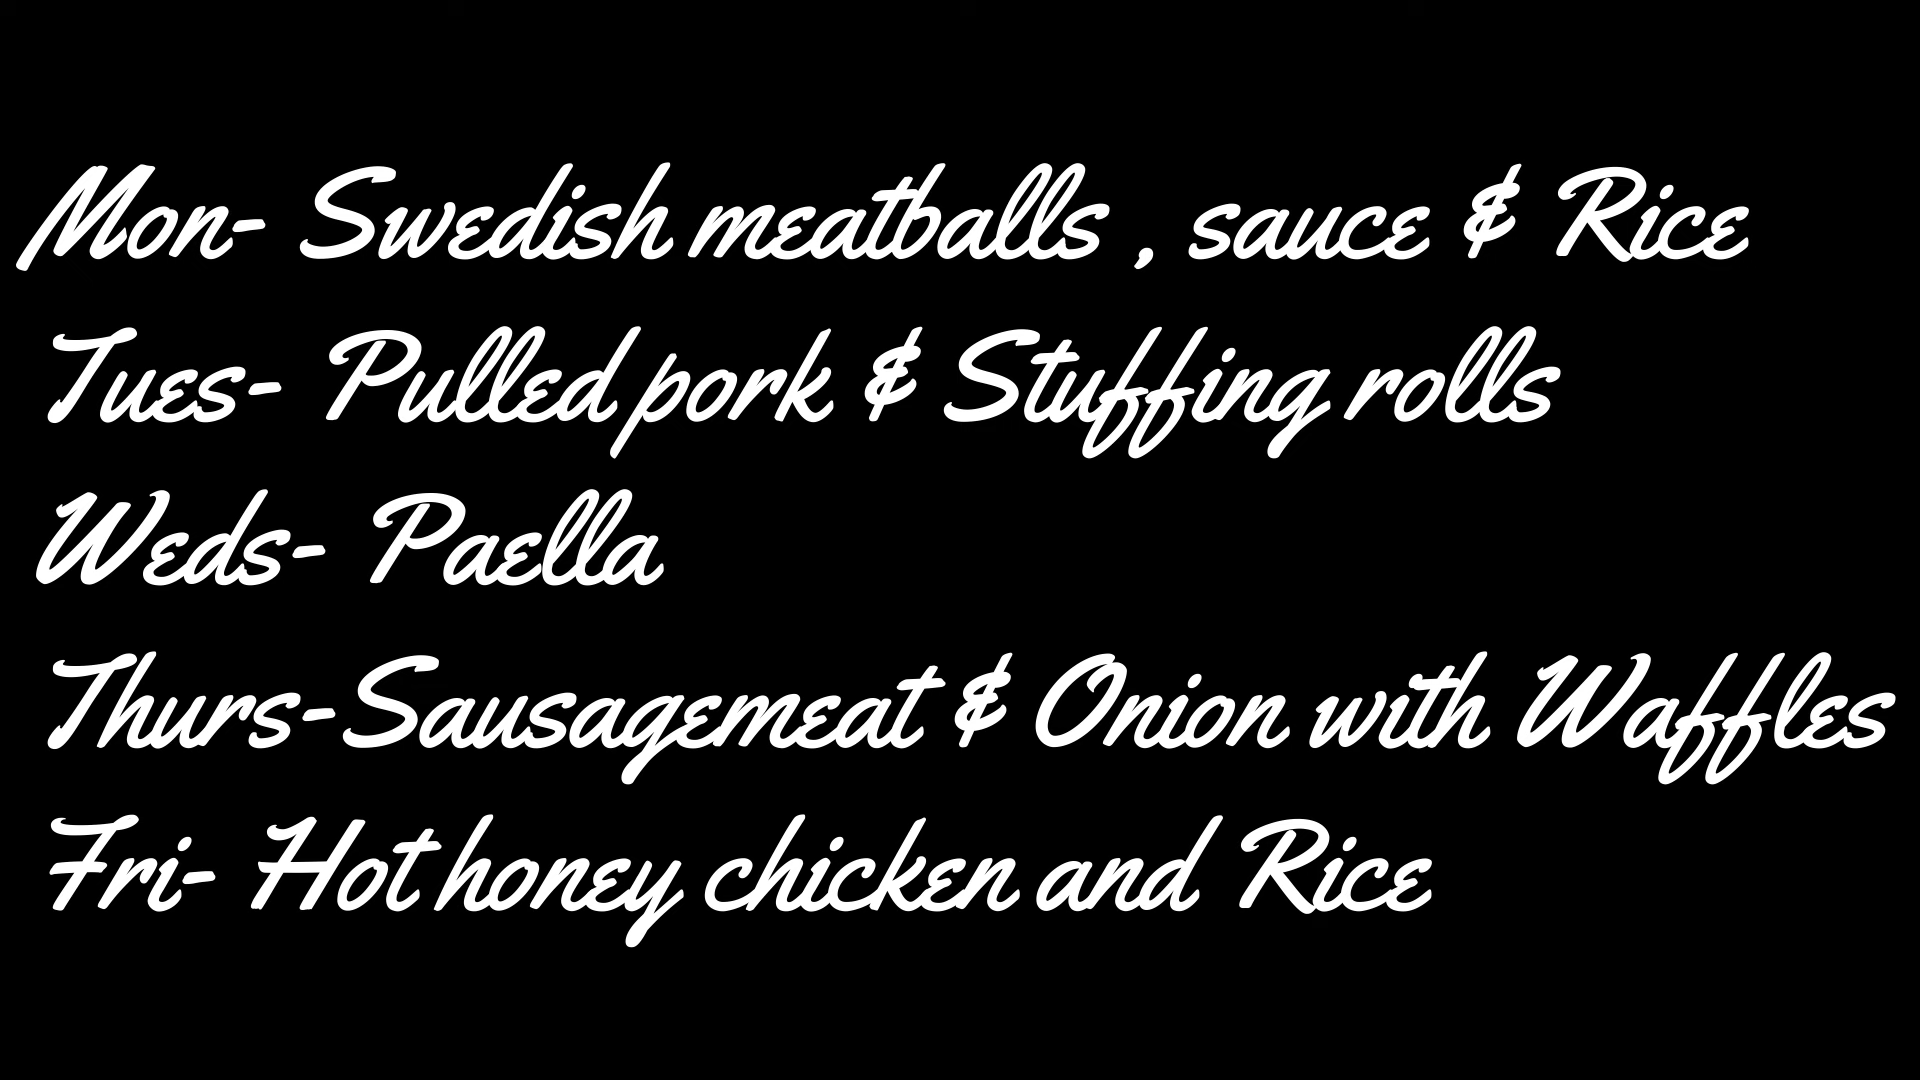 Mon- Swedish meatballs , sauce & Rice
Tues- Pulled pork & Stuffing rolls
Weds- Paella
Thurs-Sausagemeat & Onion with Waffles
Fri- Hot honey chicken and Rice